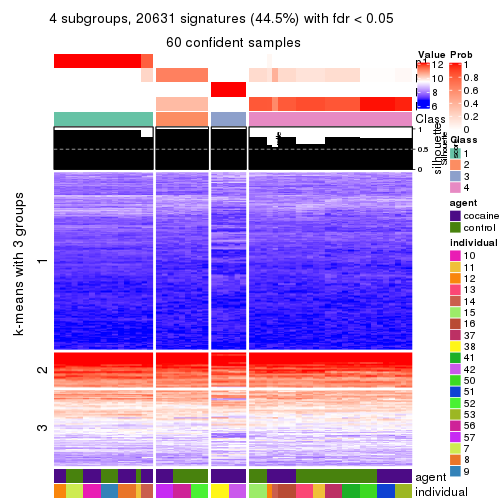 4 subgroups, 20631 signatures (44.5%) with fdr < 0.05
60 confident samples
Value
12
10
8
6
Prob
1
0.8
0.6
0.4
0.2
0
Class
1
0.5
0
silhouette
Class
1
2
3
4
agent
cocaine
control
individual
10
11
12
13
14
15
16
37
38
41
42
50
51
52
53
56
57
7
8
9
k-means with 3 groups
1
2
3
agent
individual